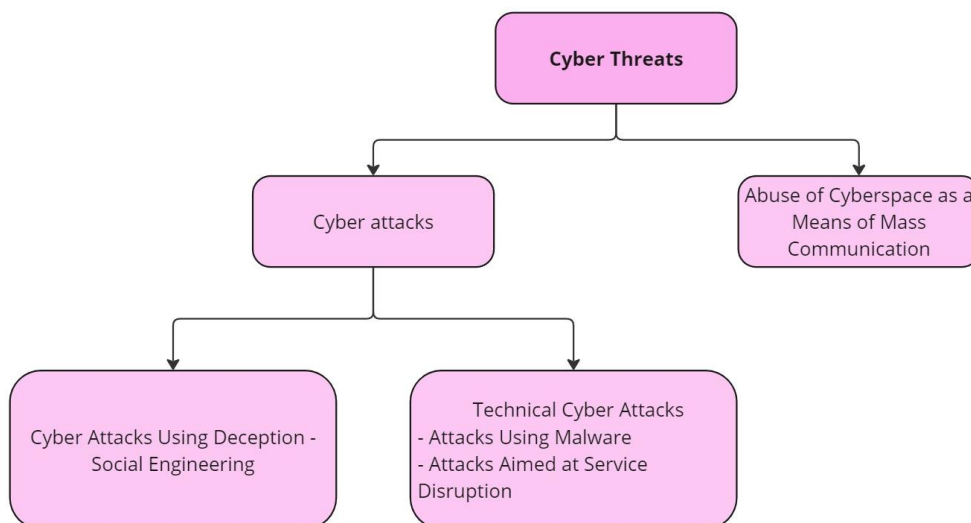 Cyber Threats
Cyber attacks
Abuse of Cyberspace as a
Means of Mass
Communication
Cyber Attacks Using Deception -
Social Engineering
Technical Cyber Attacks
- Attacks Using Malware
- Attacks Aimed at Service
Disruption